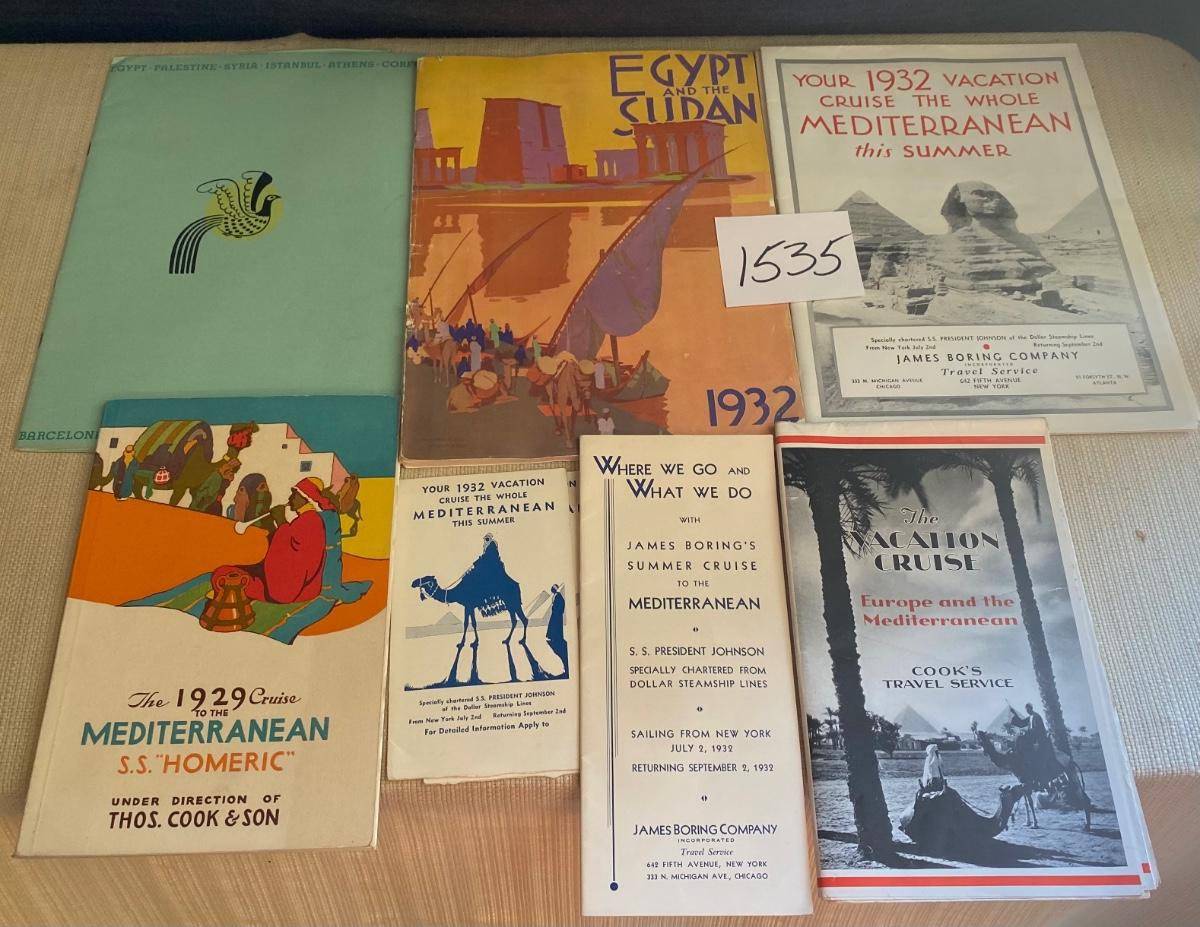 EGYPT · PALESTINE · SYRIA · ISTANBUL · ATHENS ·
BARCELON
EGYPT
AND THE
SUDAN
1932
YOUR 1932 VACATION
CRUISE THE WHOLE
MEDITERRANEAN
this SUMMER
Specially chartered S.S. PRESIDENT JOHNSON of the Dollar Steamship Lines
From New York July 2nd Returning September 2nd
JAMES BORING COMPANY
INCORPORATED
Travel Service
333 N. MICHIGAN AVENUE
CHICAGO
642 FIFTH AVENUE
NEW YORK
FORSYTH ST., N. W.
ATLANTA
1535
The 1929 Cruise
TO THE
MEDITERRANEAN
S.S. "HOMERIC"
UNDER DIRECTION OF
THOS. COOK & SON
YOUR 1932 VACATION
CRUISE THE WHOLE
MEDITERRANEAN
THIS SUMMER
Specially chartered S.S. PRESIDENT JOHNSON
of the Dollar Steamship Lines
From New York July 2nd Returning September 2nd
For Detailed Information Apply to
WHERE WE GO AND
WHAT WE DO
WITH
JAMES BORING'S
SUMMER CRUISE
TO THE
MEDITERRANEAN
S. S. PRESIDENT JOHNSON
SPECIALLY CHARTERED FROM
DOLLAR STEAMSHIP LINES
SAILING FROM NEW YORK
JULY 2, 1932
RETURNING SEPTEMBER 2, 1932
JAMES BORING COMPANY
INCORPORATED
Travel Service
642 FIFTH AVENUE, NEW YORK
333 N. MICHIGAN AVE., CHICAGO
The
VACATION
CRUISE
Europe and the
Mediterranean
COOK'S
TRAVEL SERVICE